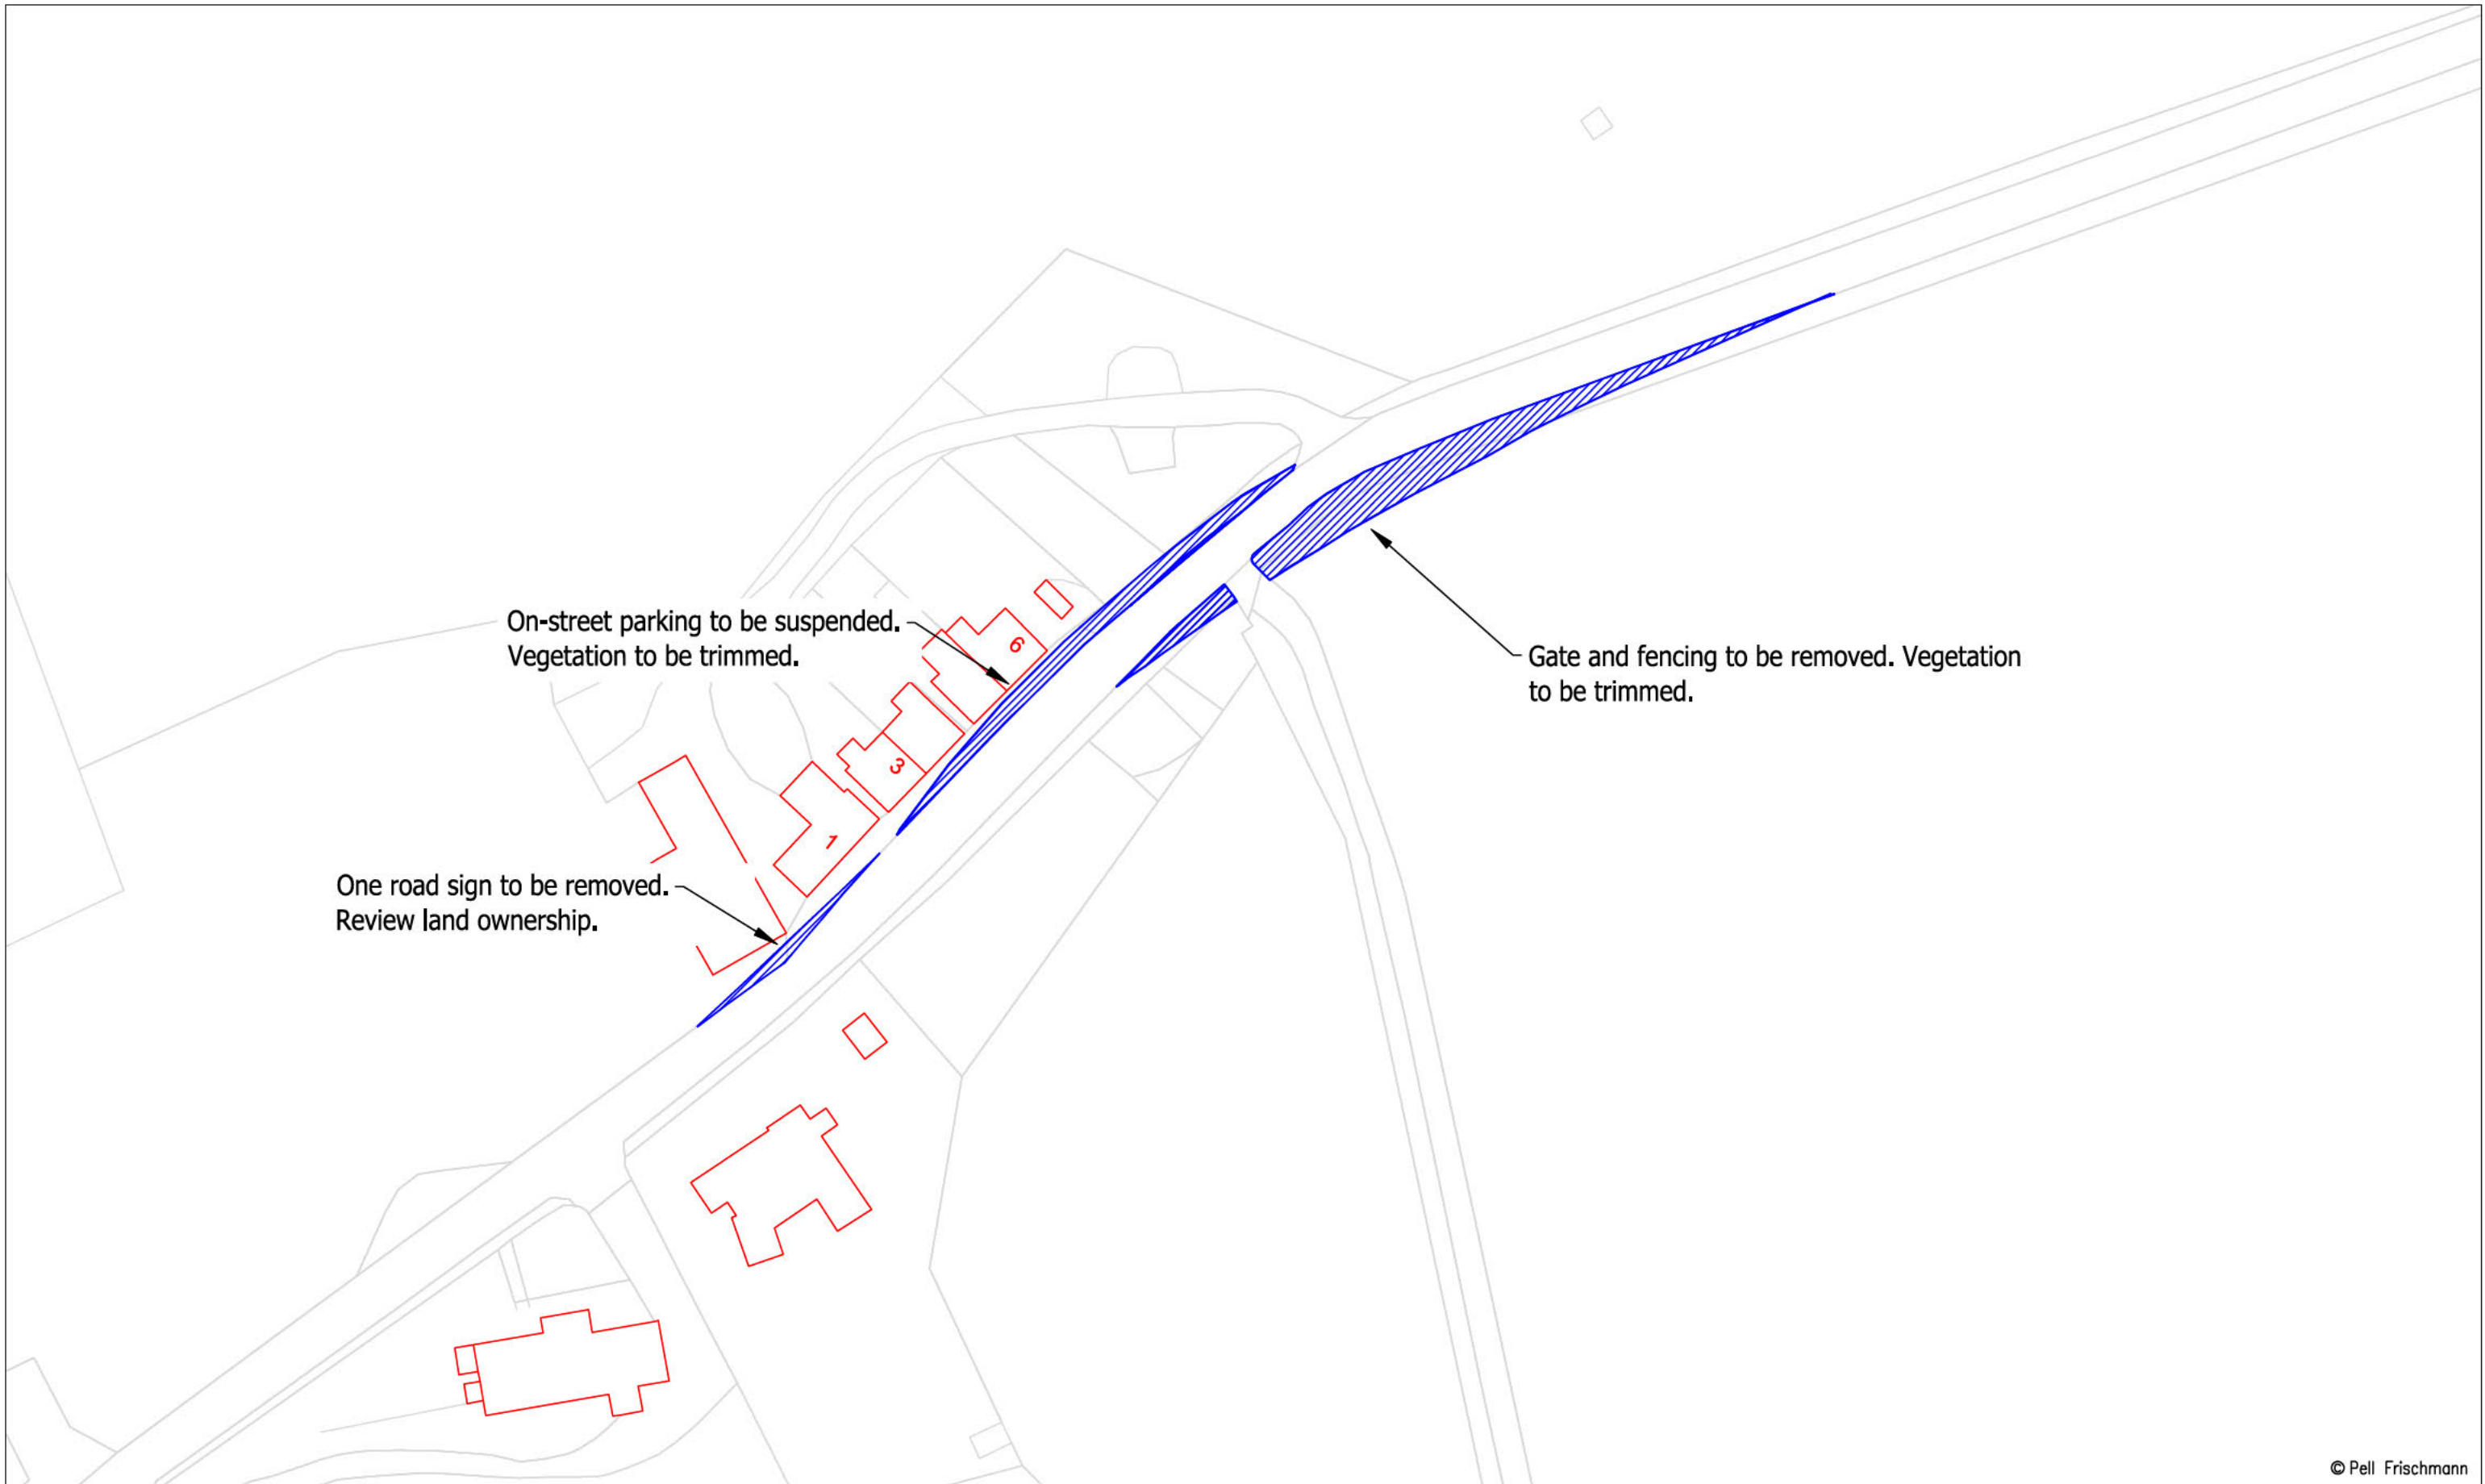 On-street parking to be suspended.
Vegetation to be trimmed.
6
Gate and fencing to be removed. Vegetation
to be trimmed.
3
1
One road sign to be removed.
Review land ownership.
© Pell Frischmann